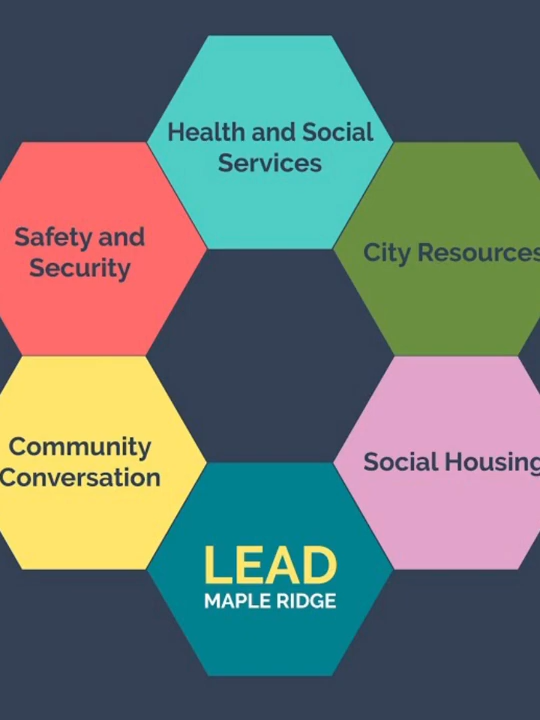 Health and Social
Services
Safety and
Security
City Resources
Community
Conversation
Social Housing
LEAD
MAPLE RIDGE